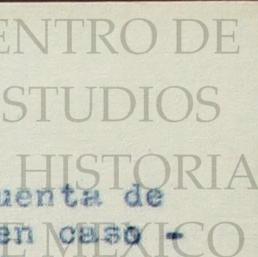 ENTRO DE
STUDIOS
HISTORIA
uenta de
E MEXICO
en caso -